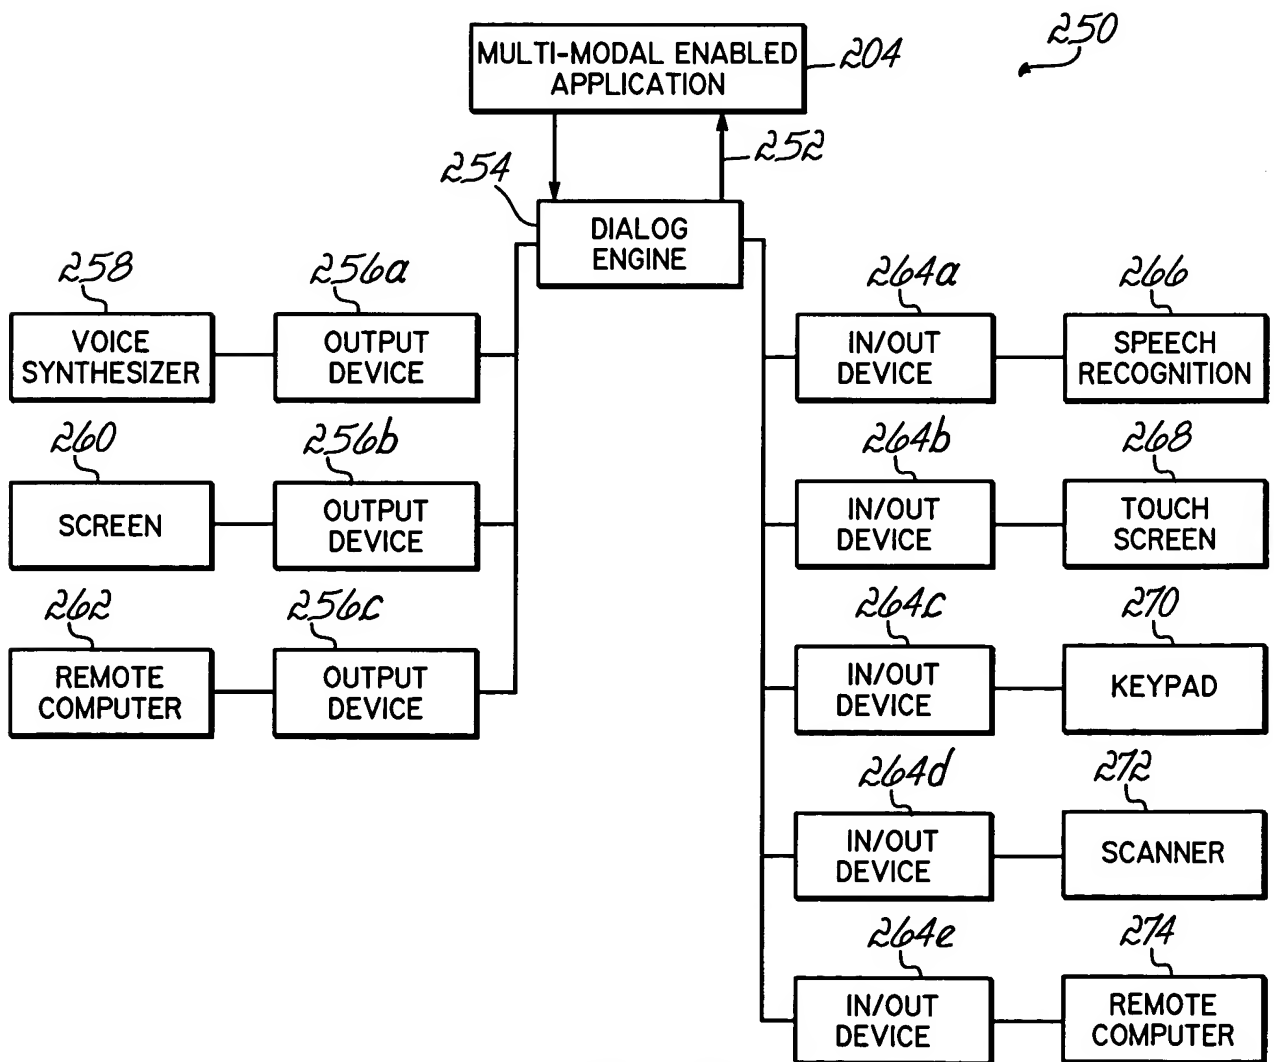 250
MULTI-MODAL ENABLED
APPLICATION
204
252
254
DIALOG
ENGINE
258
VOICE
SYNTHESIZER
256a
OUTPUT
DEVICE
260
SCREEN
256b
OUTPUT
DEVICE
262
REMOTE
COMPUTER
256c
OUTPUT
DEVICE
264a
IN/OUT
DEVICE
266
SPEECH
RECOGNITION
264b
IN/OUT
DEVICE
268
TOUCH
SCREEN
264c
IN/OUT
DEVICE
270
KEYPAD
264d
IN/OUT
DEVICE
272
SCANNER
264e
IN/OUT
DEVICE
274
REMOTE
COMPUTER